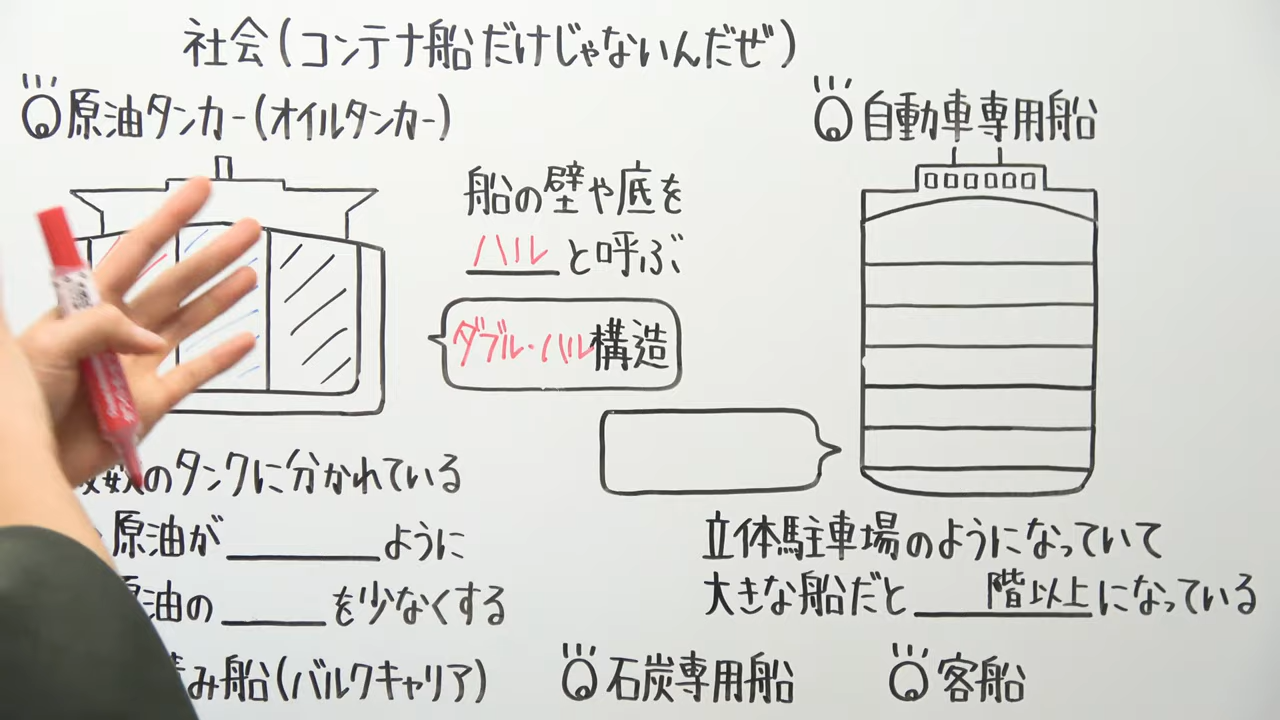 社会(コンテナ船だけじゃないんだぜ)
原油タンカー(オイルタンカー)
船の壁や底を
ハルと呼ぶ
ダブル・ハル構造
数のタンクに分かれている
原油が______ように
原油の____を少なくする
み船(バルクキャリア)
自動車専用船
立体駐車場のようになっていて
大きな船だと__階以上になっている
石炭専用船
客船